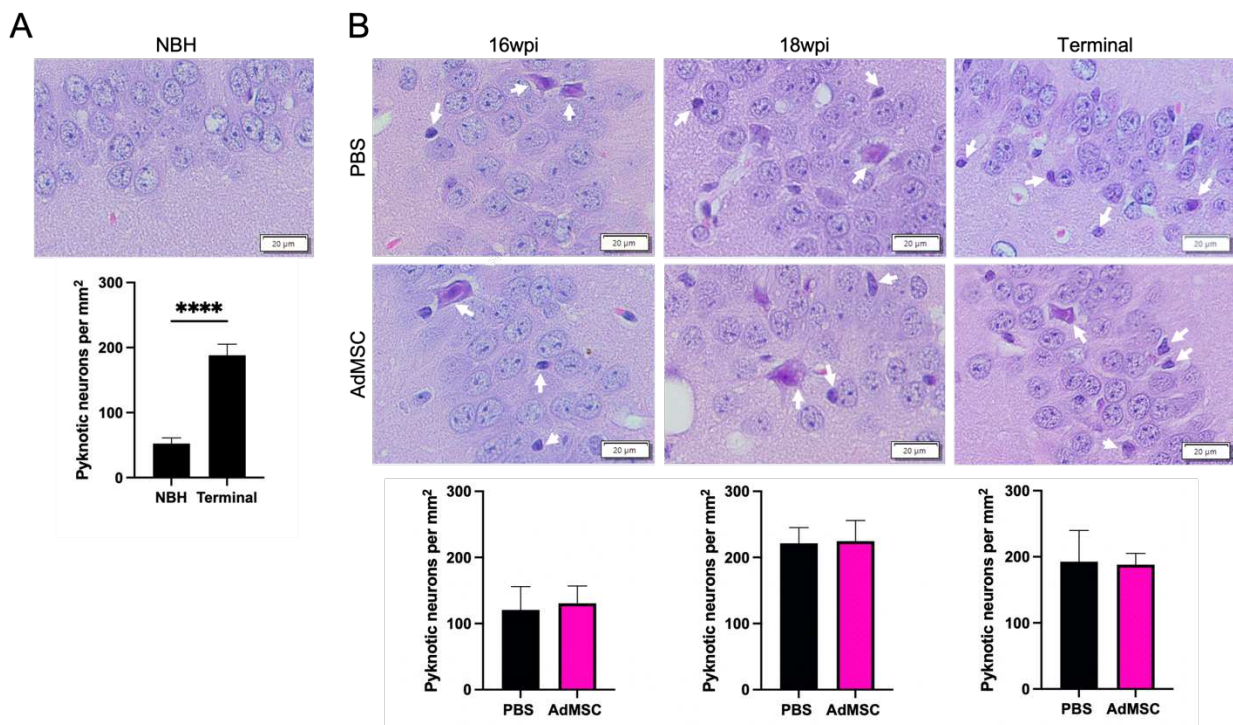 A
NBH
20 µm
Pyknotic neurons per mm²
300
200
100
0
****
NBH Terminal
B
16wpi 18wpi Terminal
PBS
20 µm 20 µm 20 µm
AdMSC
20 µm 20 µm 20 µm
Pyknotic neurons per mm²
300
200
100
0
PBS AdMSC
Pyknotic neurons per mm²
300
200
100
0
PBS AdMSC
Pyknotic neurons per mm²
300
200
100
0
PBS AdMSC